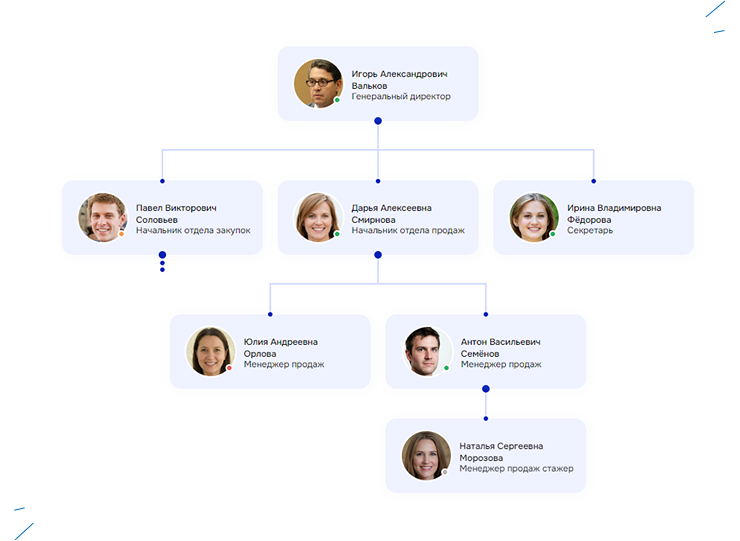 Игорь Александрович
Вальков
Генеральный директор
Павел Викторович
Соловьев
Начальник отдела закупок
Дарья Алексеевна
Смирнова
Начальник отдела продаж
Ирина Владимировна
Фёдорова
Секретарь
Юлия Андреевна
Орлова
Менеджер продаж
Антон Васильевич
Семёнов
Менеджер продаж
Наталья Сергеевна
Морозова
Менеджер продаж стажер